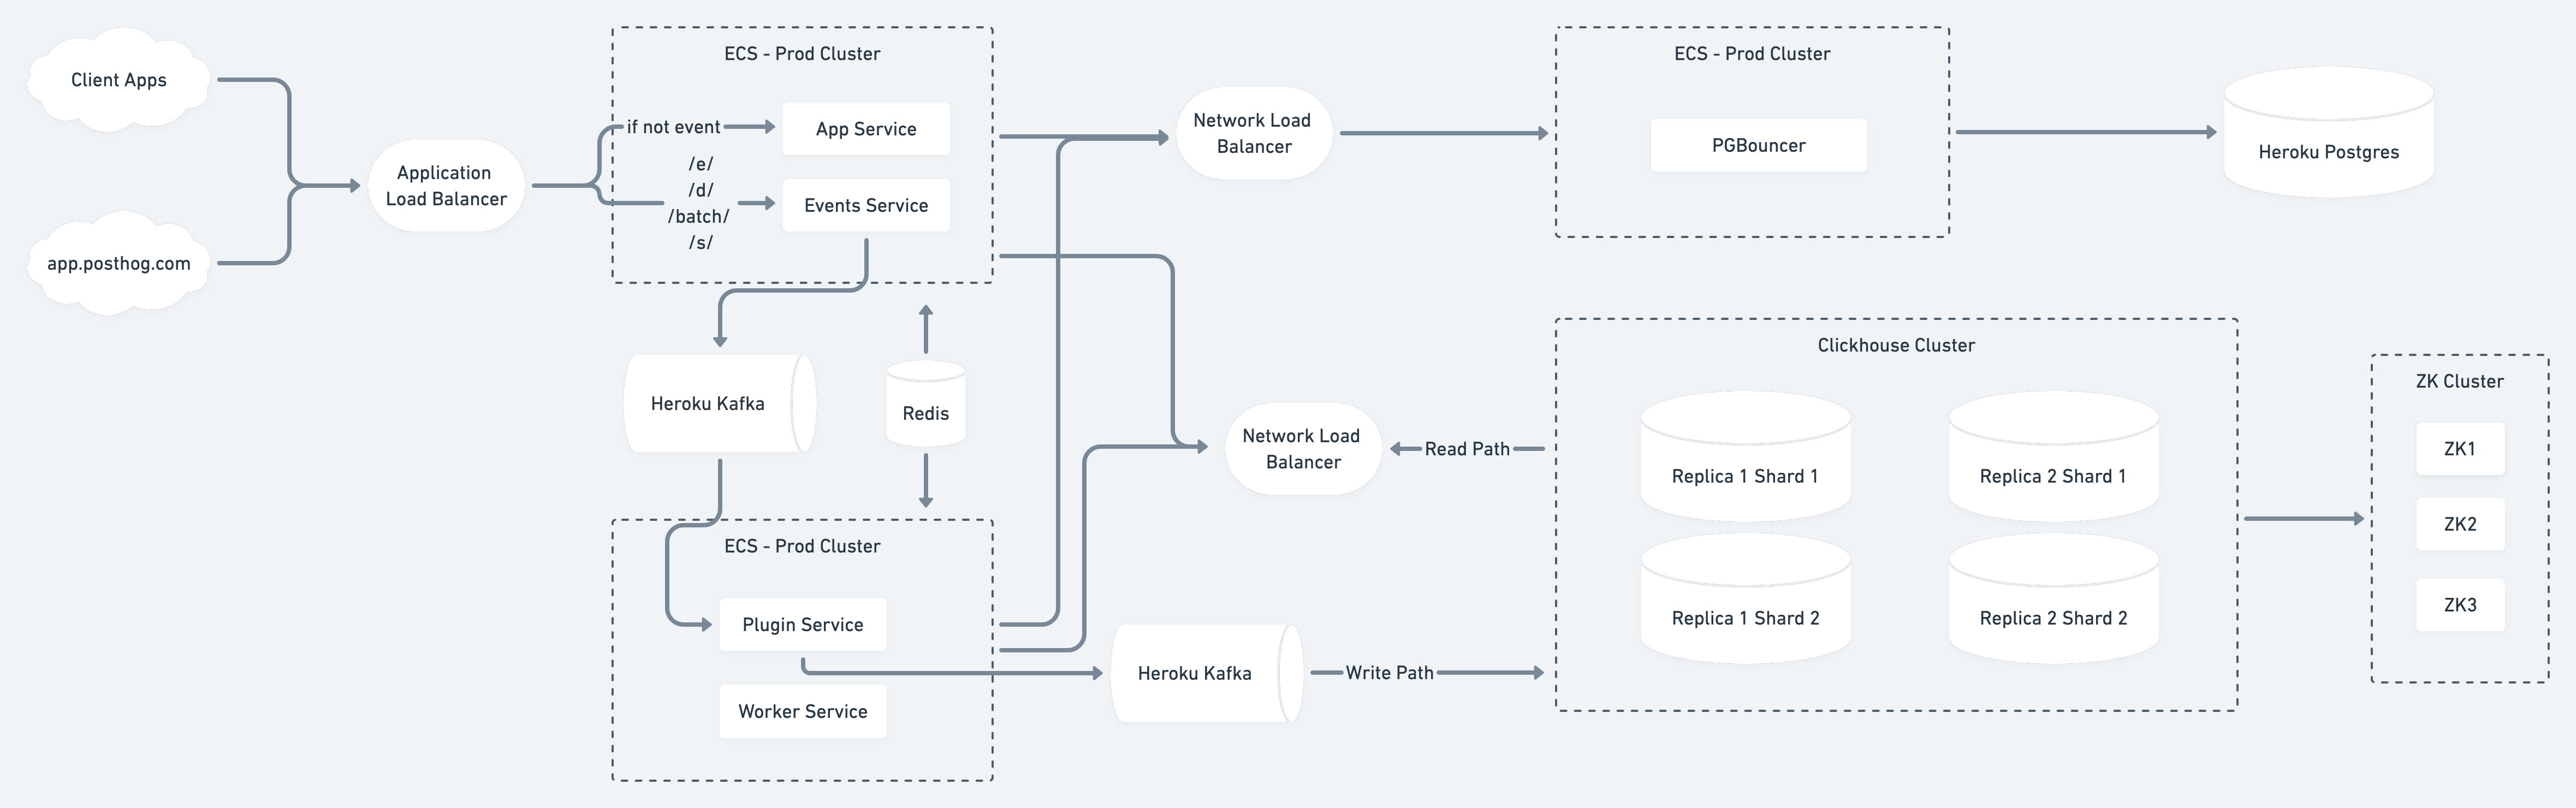 Client Apps
app.posthog.com
Application
Load Balancer
ECS - Prod Cluster
if not event
App Service
/e/
/d/
/batch/
/s/
Events Service
Heroku Kafka
Redis
ECS - Prod Cluster
Plugin Service
Worker Service
Network Load
Balancer
ECS - Prod Cluster
PGBouncer
Heroku Postgres
Network Load
Balancer
Read Path
Heroku Kafka
Write Path
Clickhouse Cluster
Replica 1 Shard 1
Replica 2 Shard 1
Replica 1 Shard 2
Replica 2 Shard 2
ZK Cluster
ZK1
ZK2
ZK3